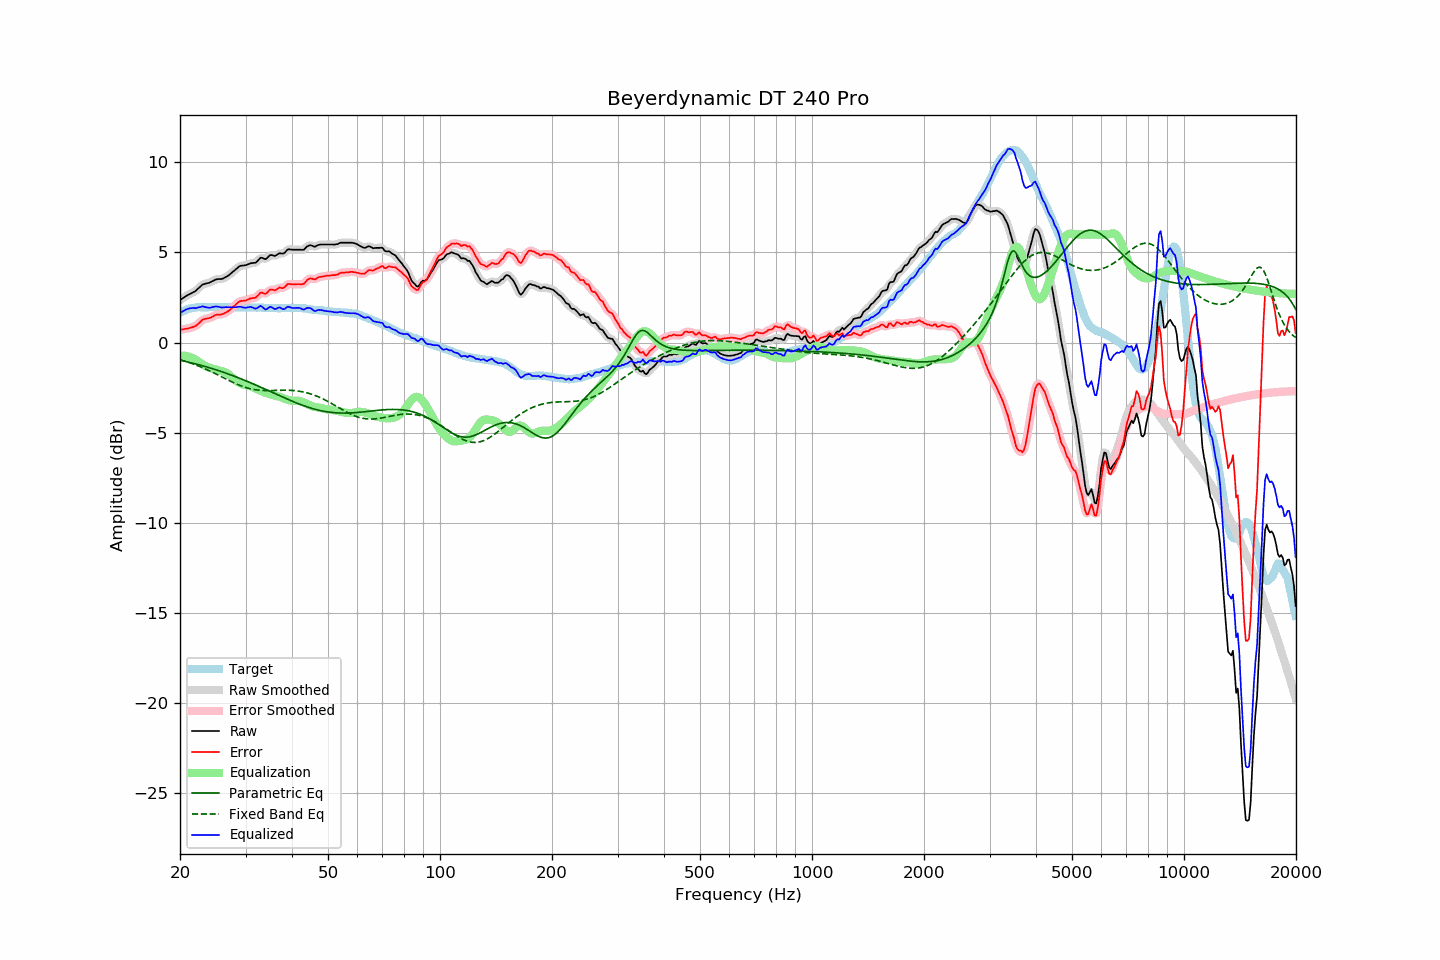 Beyerdynamic DT 240 Pro
Amplitude (dBr)
10
5
0
−5
−10
−15
−20
−25
Target
Raw Smoothed
Error Smoothed
Raw
Error
Equalization
Parametric Eq
Fixed Band Eq
Equalized
20 50 100 200 500 1000 2000 5000 10000 20000
Frequency (Hz)